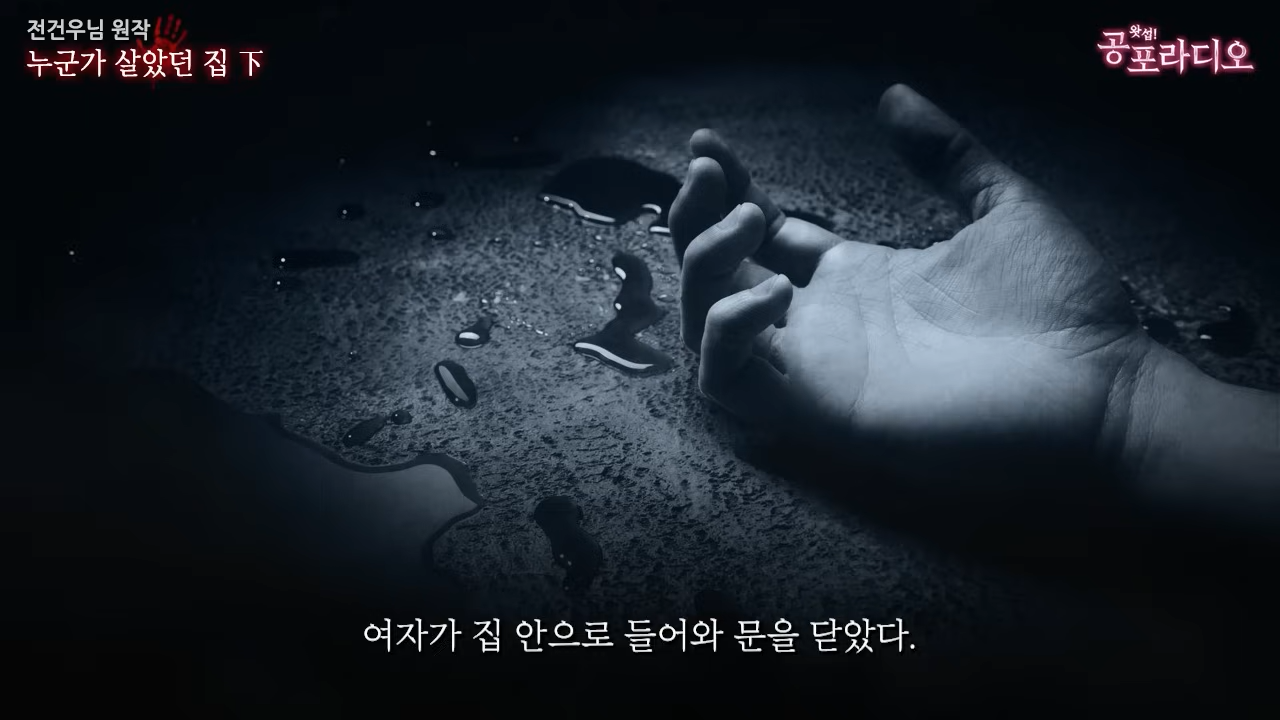 전건우님 원작
누군가 살았던 집 下
왓섭!
공포라디오
여자가 집 안으로 들어와 문을 닫았다.